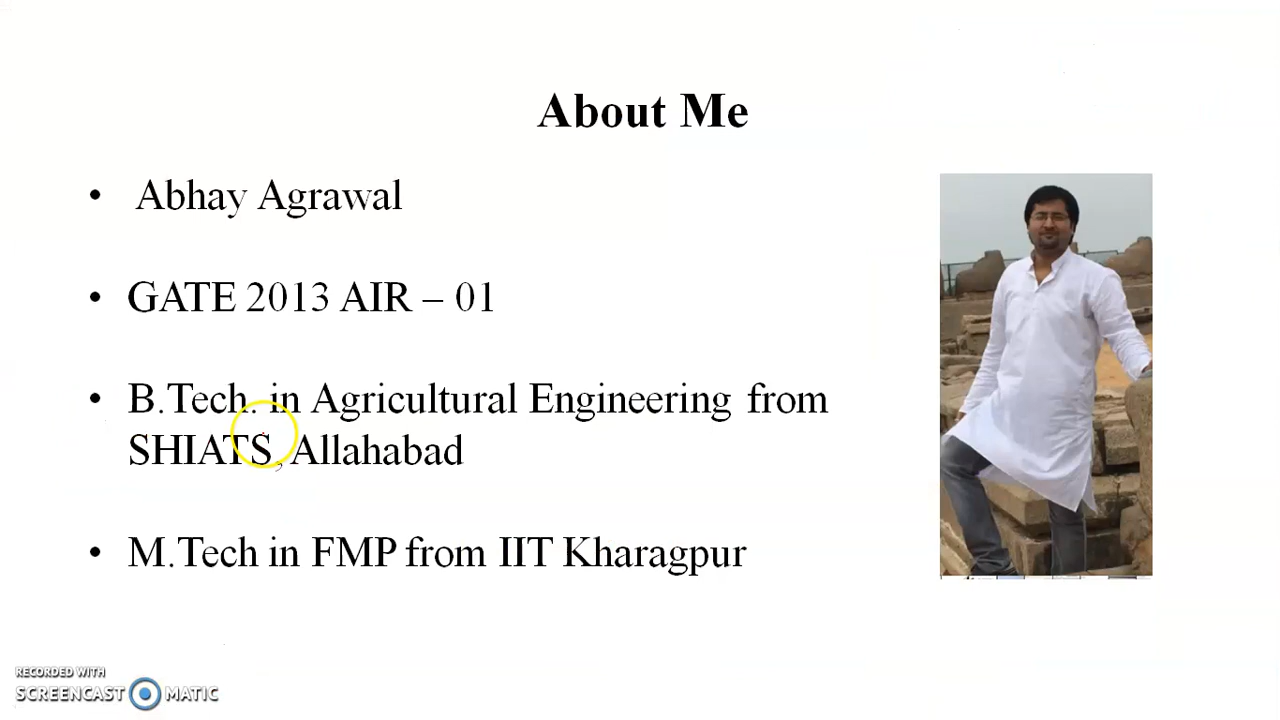 About Me
• Abhay Agrawal
• GATE 2013 AIR – 01
• B.Tech. in Agricultural Engineering from
SHIATS, Allahabad
• M.Tech in FMP from IIT Kharagpur
RECORDED WITH
SCREENCAST MATIC